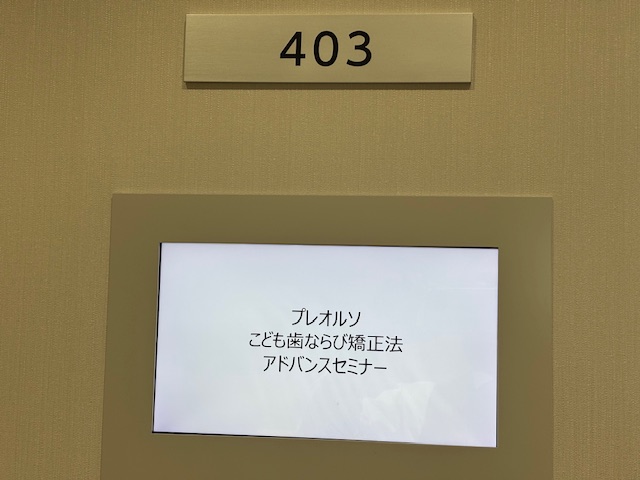 403
プレオルソ
こども歯ならび矯正法
アドバンスセミナー